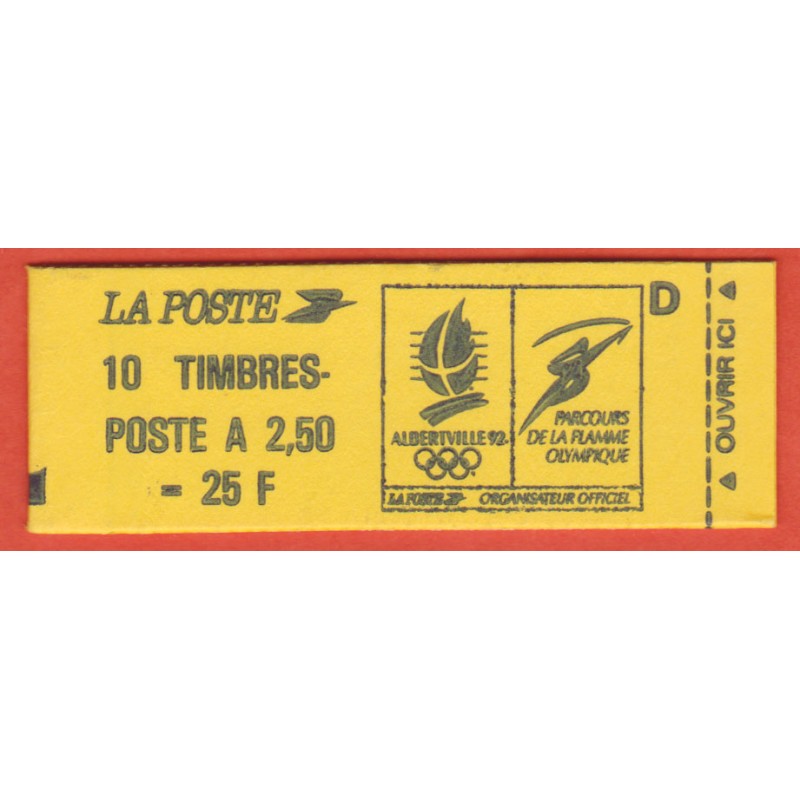 LA POSTE
10 TIMBRES-
POSTE A 2,50
= 25 F
ALBERTVILLE 92
PARCOURS
DE LA FLAMME
OLYMPIQUE
LA POSTE ORGANISATEUR OFFICIEL
D
OUVRIR ICI